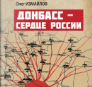 Олег ИЗМАЙЛОВ
ДОНБАСС –
СЕРДЦЕ РОССИИ